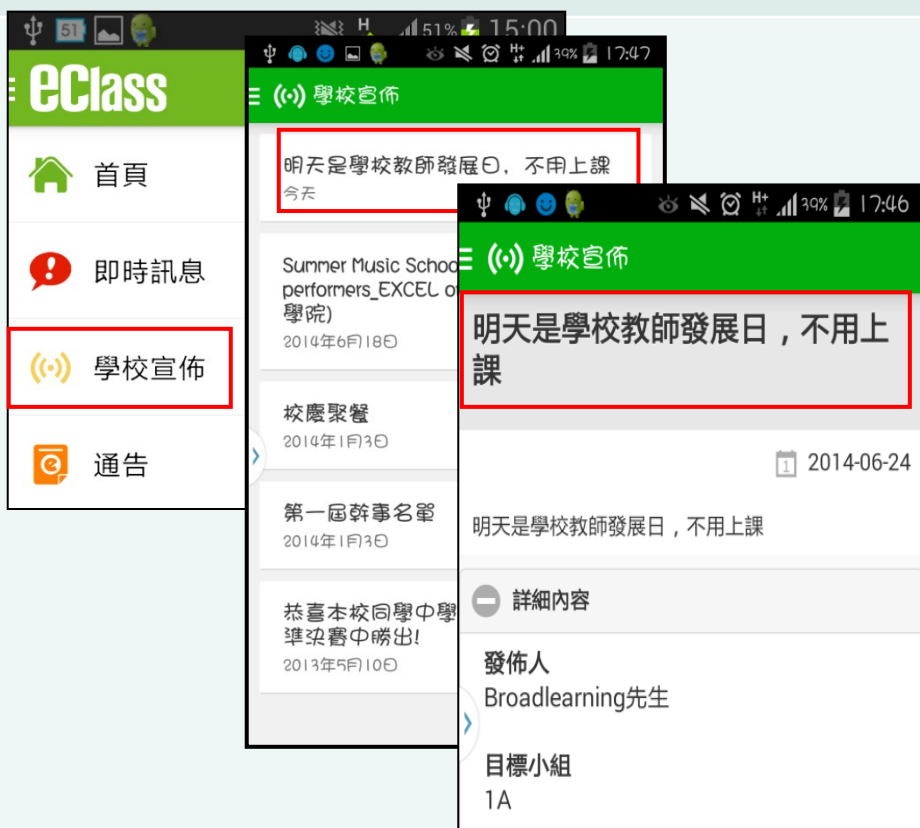 51 H 51% 15:00
eClass
首頁
即時訊息
學校宣佈
通告
H+ 39% 17:47
學校宣佈
明天是學校教師發展日, 不用上課
今天
Summer Music Schoo
performers_EXCEL o
學院)
2014年6月18日
校慶聚餐
2014年1月3日
第一屆幹事名單
2014年1月3日
恭喜本校同學中學
準決賽中勝出!
2013年5月10日
H+ 39% 17:46
學校宣佈
明天是學校教師發展日，不用上
課
1 2014-06-24
明天是學校教師發展日，不用上課
詳細內容
發佈人
Broadlearning先生
目標小組
1A